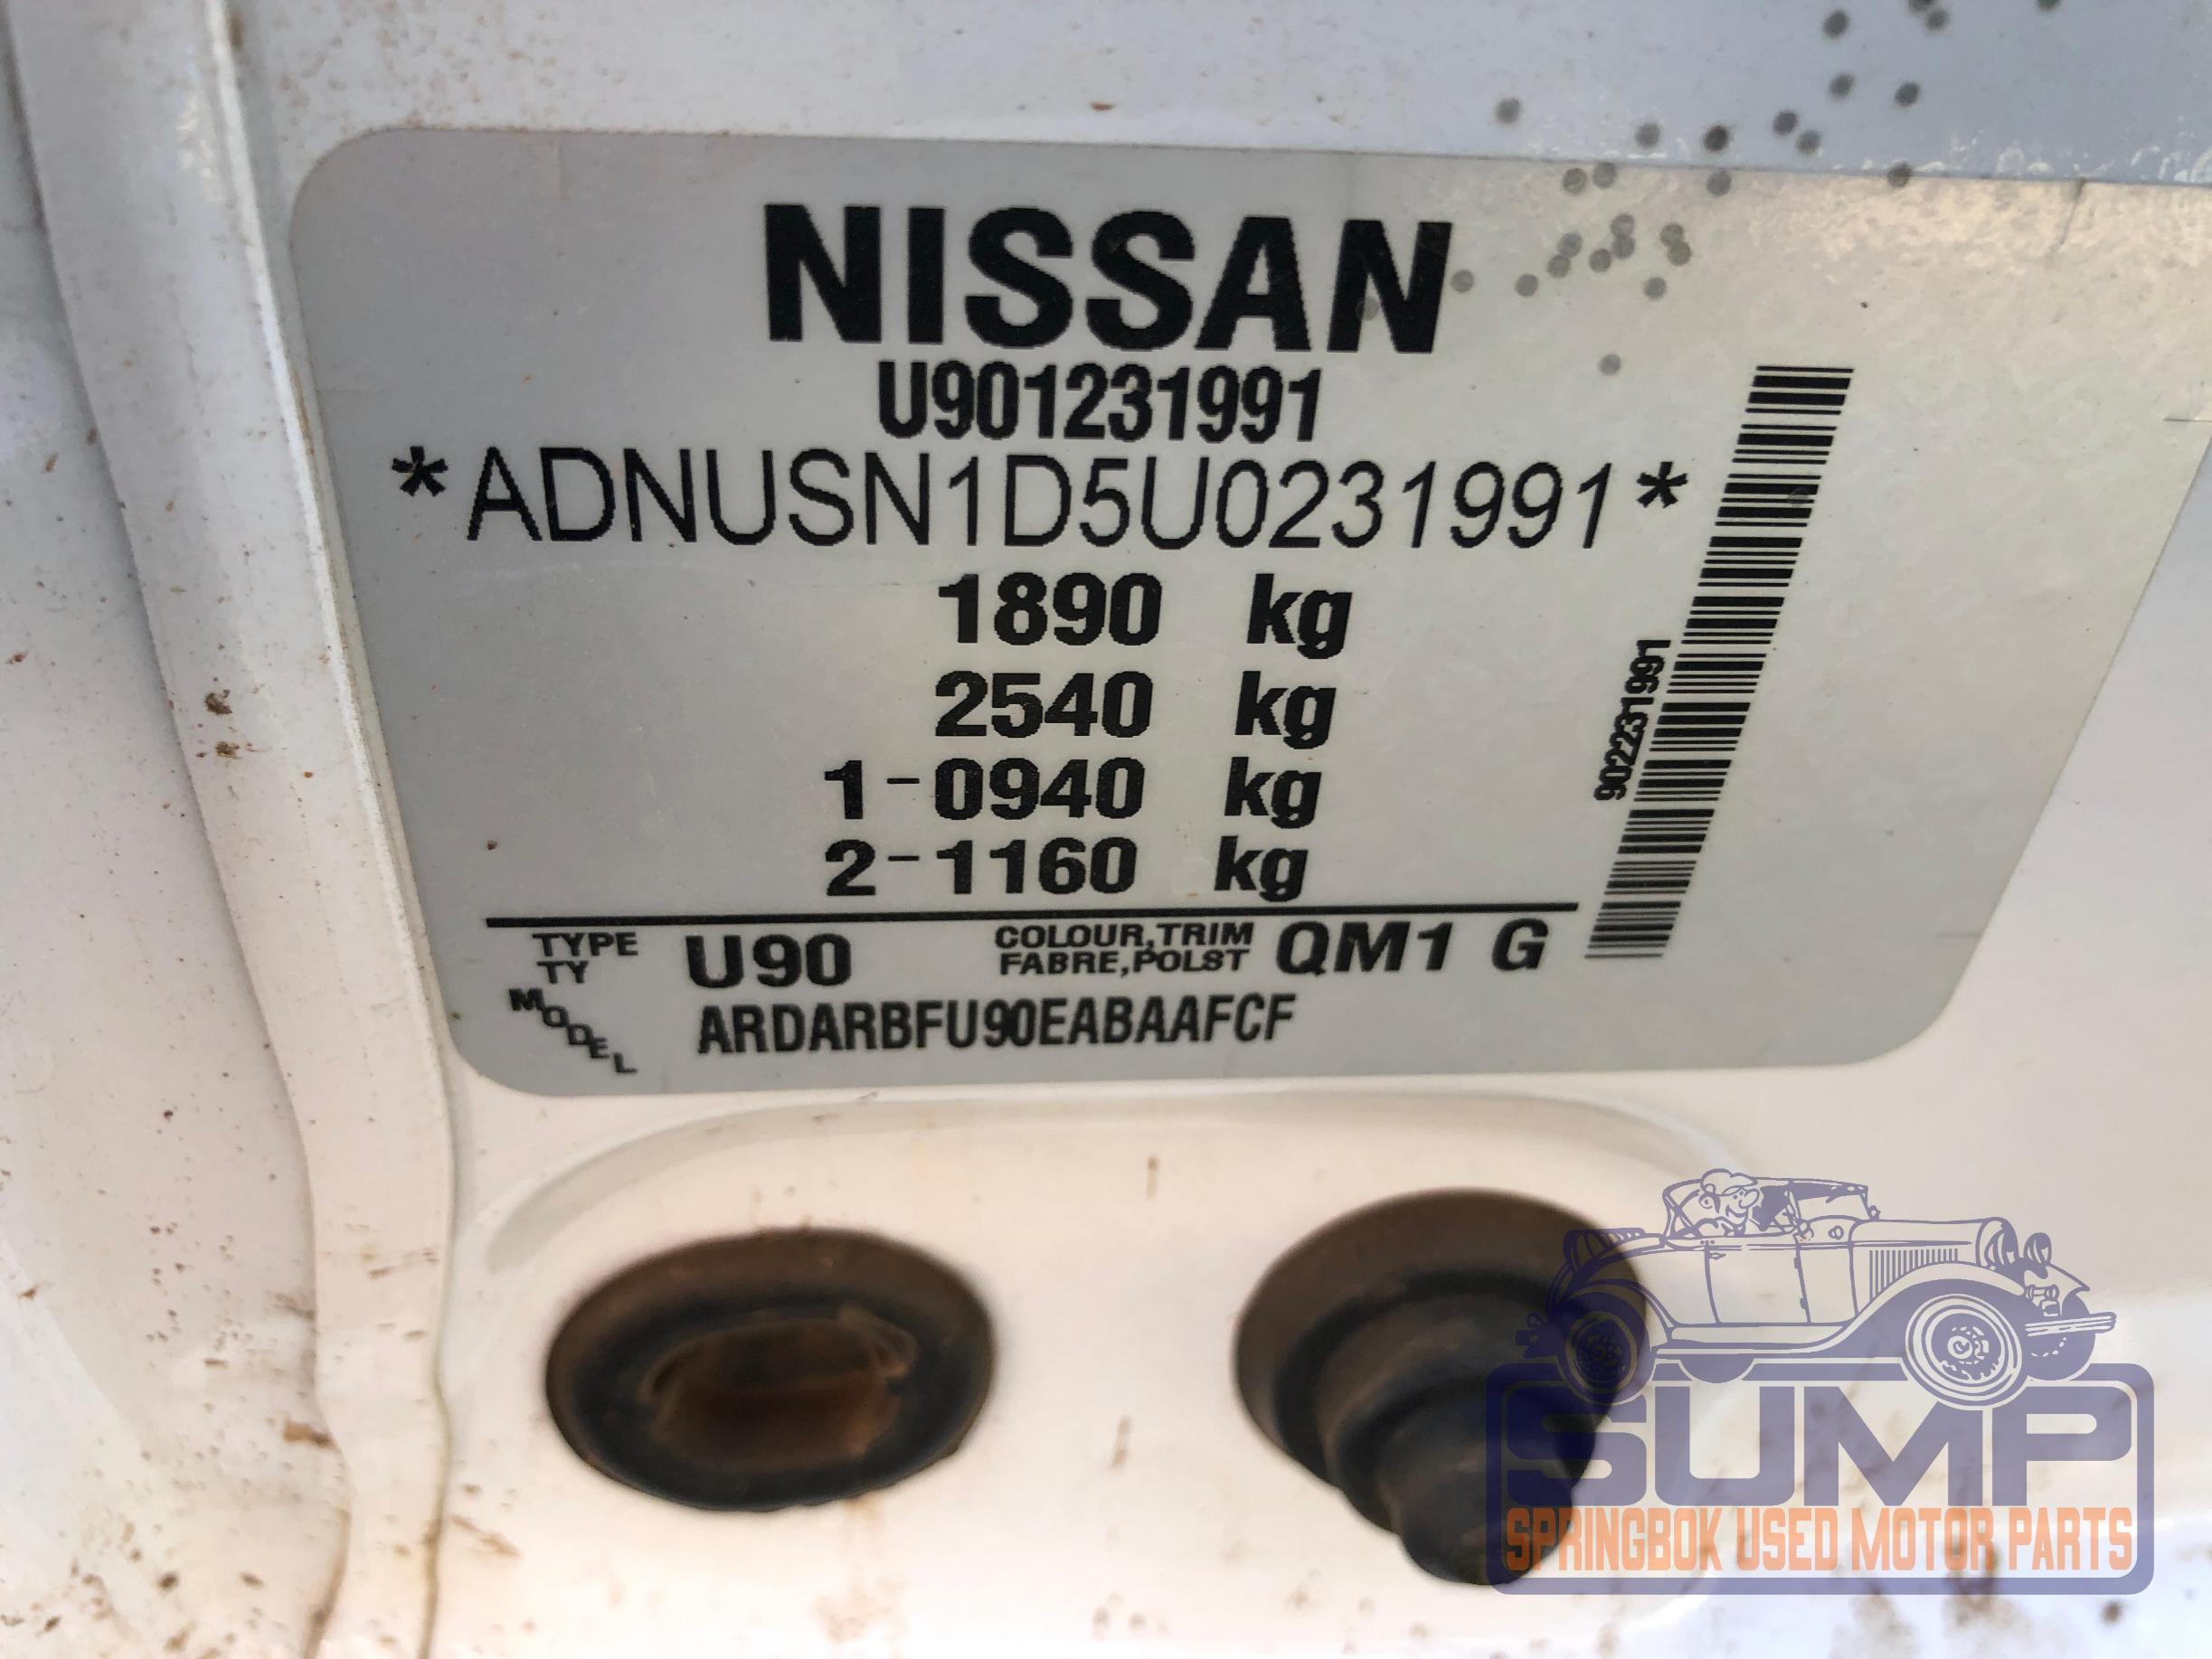 NISSAN
U901231991
*ADNUSN1D5U0231991*
1890 kg
2540 kg
1-0940 kg
2-1160 kg
902231991
TYPE
TY
U90
COLOUR,TRIM
FABRE,POLST
QM1 G
MODEL
ARDARBFU90EABAAFCF
SUMP
SPRINGBOK USED MOTOR PARTS